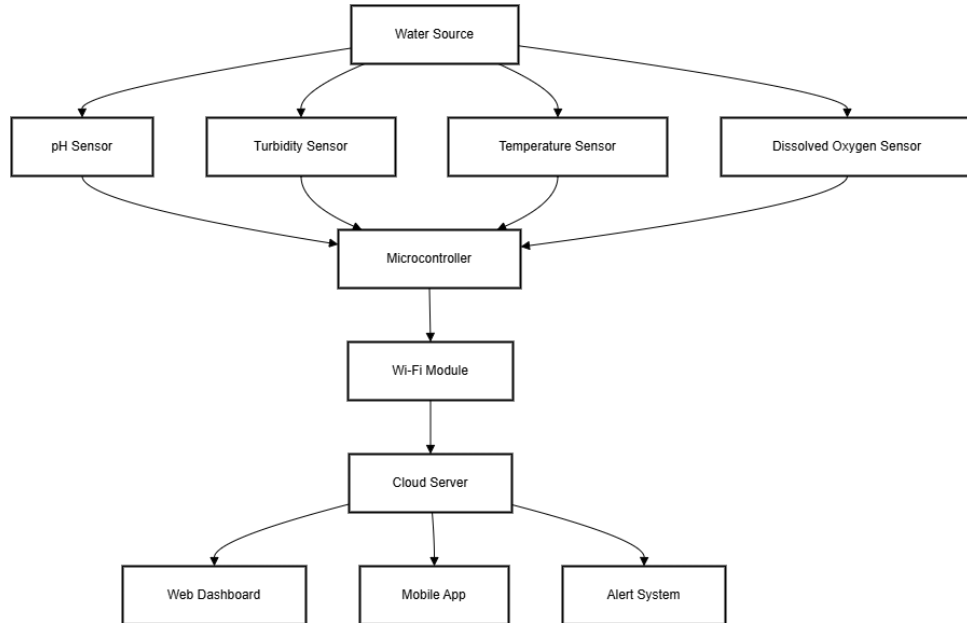 Water Source
pH Sensor
Turbidity Sensor
Temperature Sensor
Dissolved Oxygen Sensor
Microcontroller
Wi-Fi Module
Cloud Server
Web Dashboard
Mobile App
Alert System